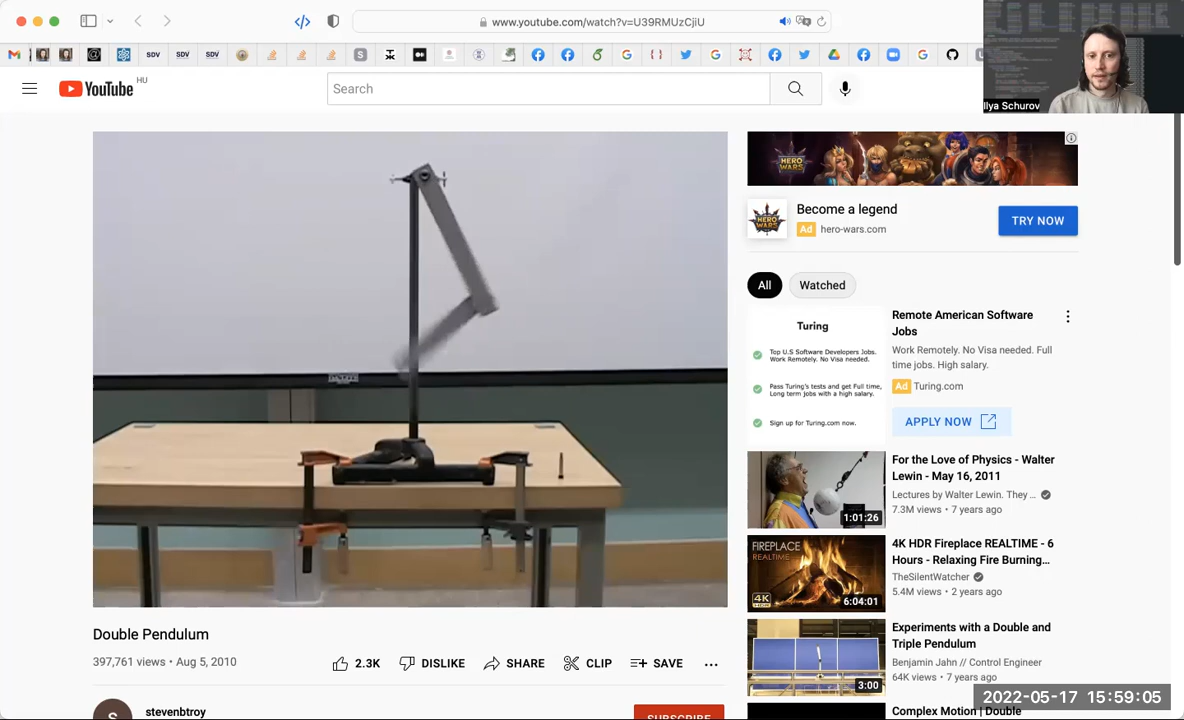 www.youtube.com/watch?v=U39RMUzCjiU
SDV
SDV
SDV
Ilya Schurov
YouTube HU
Search
HERO WARS
Become a legend
Ad hero-wars.com
TRY NOW
All
Watched
Turing
Top U.S Software Developers Jobs.
Work Remotely. No Visa needed.
Pass Turing's tests and get Full time,
Long term jobs with a high salary.
Sign up for Turing.com now.
Remote American Software
Jobs
Work Remotely. No Visa needed. Full
time jobs. High salary.
Ad Turing.com
APPLY NOW
1:01:26
For the Love of Physics - Walter
Lewin - May 16, 2011
Lectures by Walter Lewin. They ...
7.3M views • 7 years ago
FIREPLACE
REALTIME
4K
6:04:01
4K HDR Fireplace REALTIME - 6
Hours - Relaxing Fire Burning...
TheSilentWatcher
5.4M views • 2 years ago
3:00
Experiments with a Double and
Triple Pendulum
Benjamin Jahn // Control Engineer
64K views • 7 years ago
Complex Motion | Double
Double Pendulum
397,761 views • Aug 5, 2010
2.3K
DISLIKE
SHARE
CLIP
SAVE
S
stevenbtroy
SUBSCRIBE
2022-05-17 15:59:05